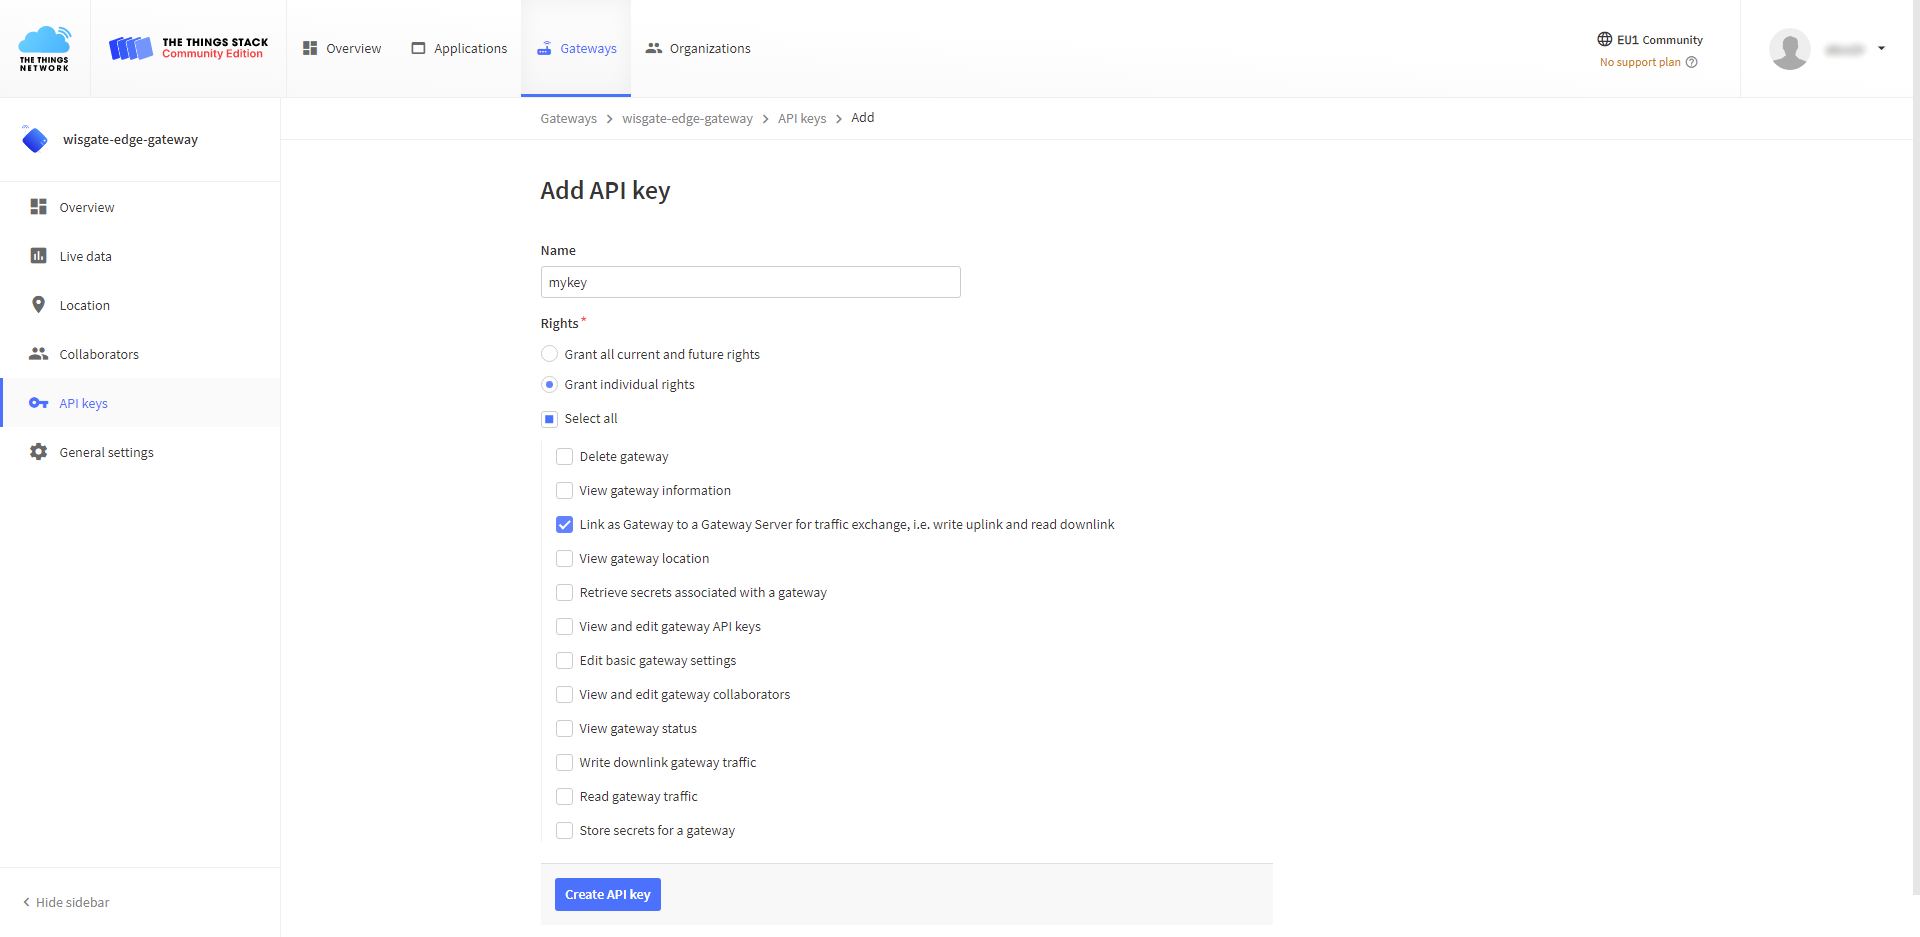 THE THINGS
NETWORK
THE THINGS STACK
Community Edition
Overview
Applications
Gateways
Organizations
EU1 Community
No support plan
wisgate-edge-gateway
Overview
Live data
Location
Collaborators
API keys
General settings
Hide sidebar
Gateways > wisgate-edge-gateway > API keys > Add
Add API key
Name
mykey
Rights*
Grant all current and future rights
Grant individual rights
Select all
Delete gateway
View gateway information
Link as Gateway to a Gateway Server for traffic exchange, i.e. write uplink and read downlink
View gateway location
Retrieve secrets associated with a gateway
View and edit gateway API keys
Edit basic gateway settings
View and edit gateway collaborators
View gateway status
Write downlink gateway traffic
Read gateway traffic
Store secrets for a gateway
Create API key